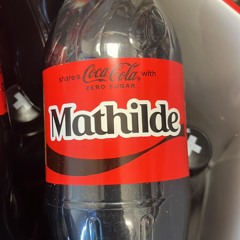 share a Coca-Cola with
ZERO SUGAR
Mathilde